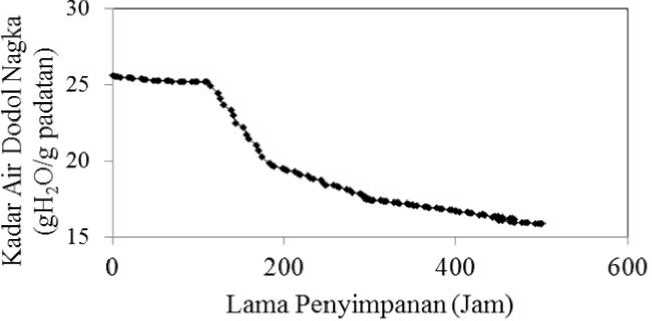 Kadar Air Dodol Nagka
(gH₂O/g padatan)
30
25
20
15
0 200 400 600
Lama Penyimpanan (Jam)